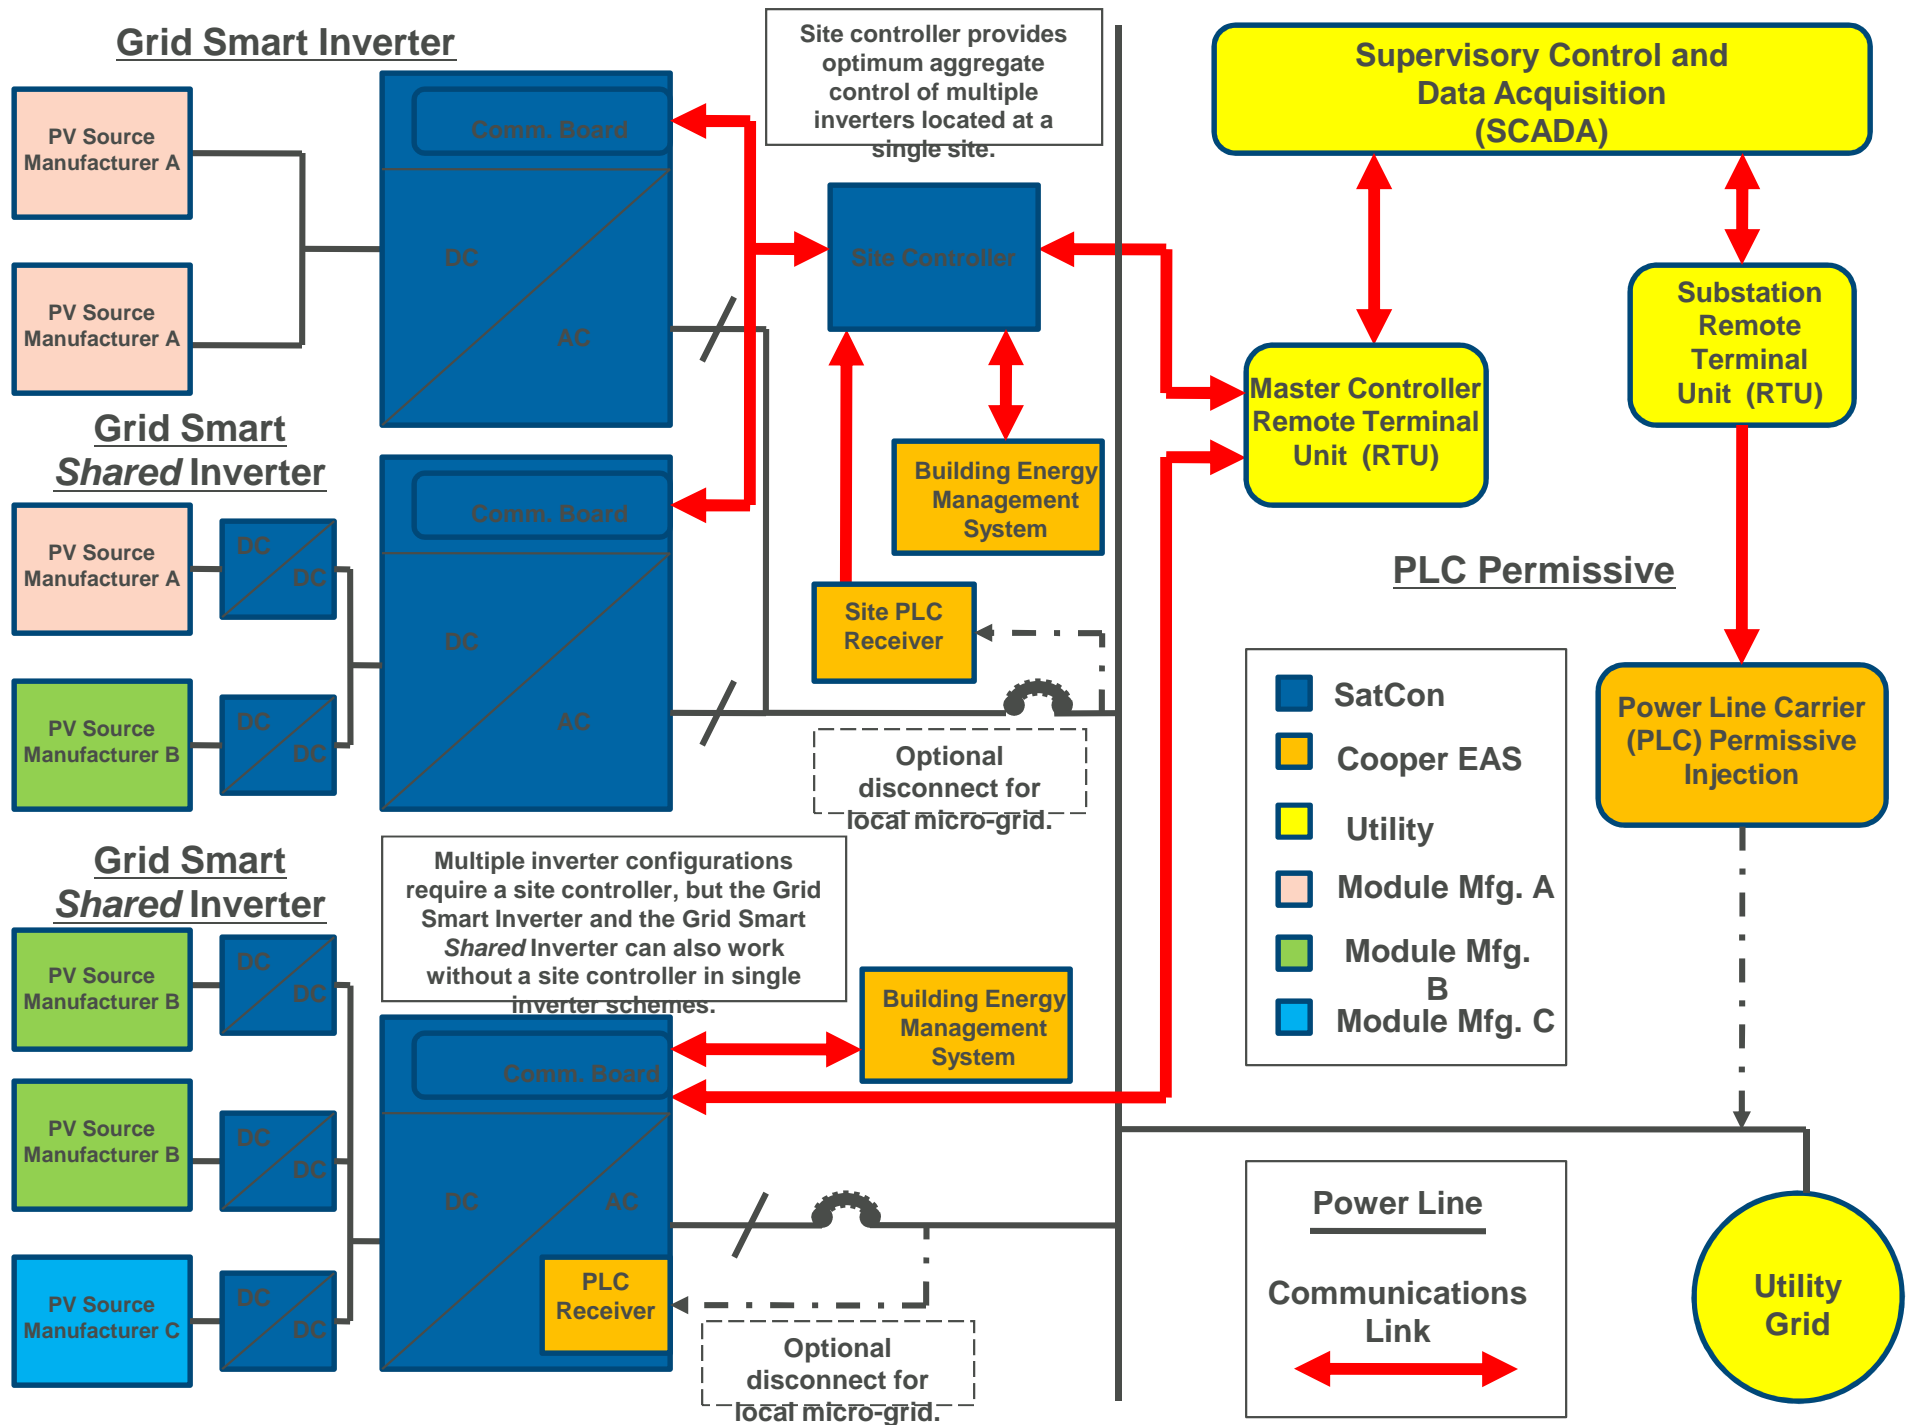 Grid Smart Inverter
PV Source
Manufacturer A
PV Source
Manufacturer A
Comm. Board
DC
AC
Site controller provides
optimum aggregate
control of multiple
inverters located at a
single site.
Site Controller
Supervisory Control and
Data Acquisition
(SCADA)
Substation
Remote
Terminal
Unit (RTU)
Master Controller
Remote Terminal
Unit (RTU)
Building Energy
Management
System
Grid Smart
Shared Inverter
PV Source
Manufacturer A
DC
DC
PV Source
Manufacturer B
DC
DC
Comm. Board
DC
AC
Site PLC
Receiver
Optional
disconnect for
local micro-grid.
PLC Permissive
Power Line Carrier
(PLC) Permissive
Injection
SatCon
Cooper EAS
Utility
Module Mfg. A
Module Mfg.
B
Module Mfg. C
Grid Smart
Shared Inverter
Multiple inverter configurations
require a site controller, but the Grid
Smart Inverter and the Grid Smart
Shared Inverter can also work
without a site controller in single
inverter schemes.
PV Source
Manufacturer B
DC
DC
PV Source
Manufacturer B
DC
DC
PV Source
Manufacturer C
DC
DC
Comm. Board
DC
AC
PLC
Receiver
Building Energy
Management
System
Optional
disconnect for
local micro-grid.
Power Line
Communications
Link
Utility
Grid